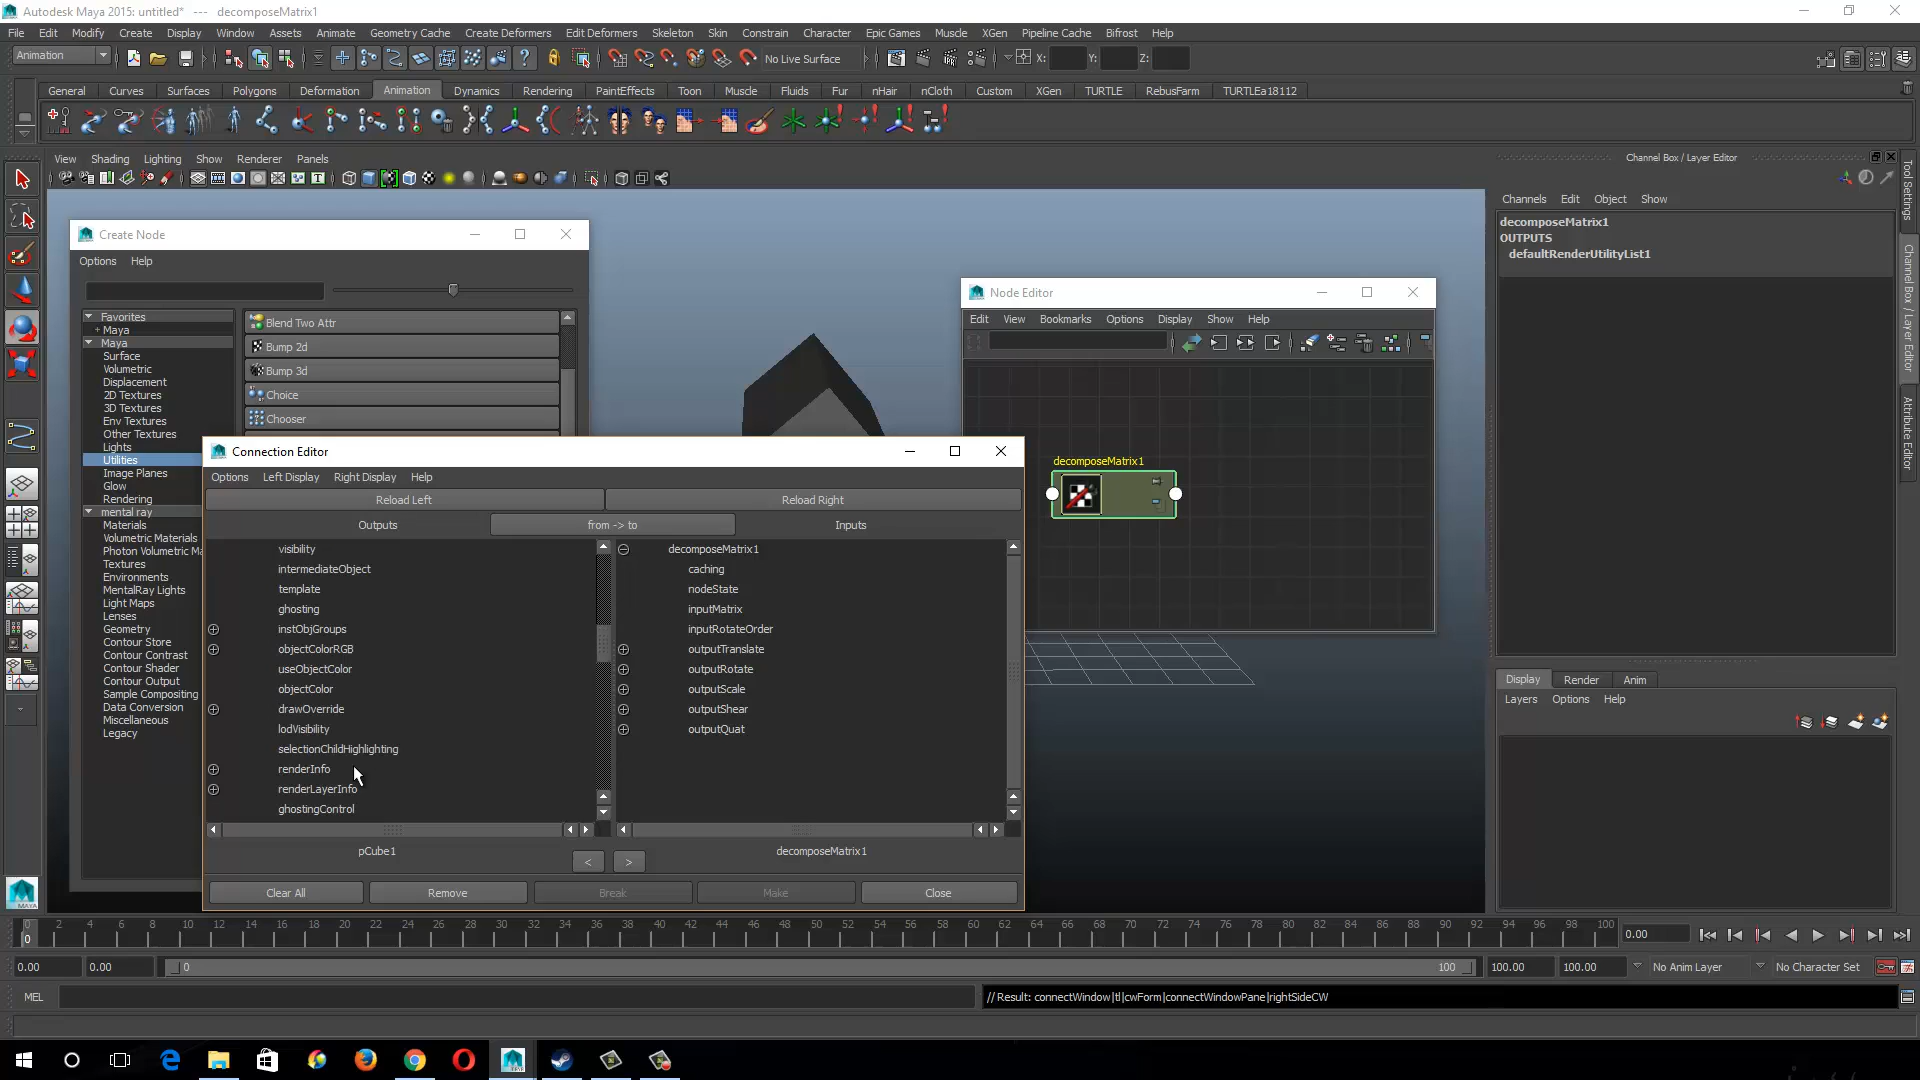 Autodesk Maya 2015: untitled* --- decomposeMatrix1
File Edit Modify Create Display Window Assets Animate Geometry Cache Create Deformers Edit Deformers Skeleton Skin Constrain Character Epic Games Muscle XGen Pipeline Cache Bifrost Help
Animation No Live Surface X: Y: Z:
General Curves Surfaces Polygons Deformation Animation Dynamics Rendering PaintEffects Toon Muscle Fluids Fur nHair nCloth Custom XGen TURTLE RebusFarm TURTLEa18112
View Shading Lighting Show Renderer Panels
Channel Box / Layer Editor
Channels Edit Object Show
decomposeMatrix1
OUTPUTS
defaultRenderUtilityList1
Tool Settings
Channel Box / Layer Editor
Attribute Editor
Create Node
Options Help
Favorites
+ Maya
Maya
Surface
Volumetric
Displacement
2D Textures
3D Textures
Env Textures
Other Textures
Lights
Utilities
Image Planes
Glow
Rendering
mental ray
Materials
Volumetric Materials
Photon Volumetric Ma
Textures
Environments
MentalRay Lights
Light Maps
Lenses
Geometry
Contour Store
Contour Contrast
Contour Shader
Contour Output
Sample Compositing
Data Conversion
Miscellaneous
Legacy
Blend Two Attr
Bump 2d
Bump 3d
Choice
Chooser
Node Editor
Edit View Bookmarks Options Display Show Help
decomposeMatrix1
Connection Editor
Options Left Display Right Display Help
Reload Left Reload Right
Outputs from -> to Inputs
visibility
intermediateObject
template
ghosting
instObjGroups
objectColorRGB
useObjectColor
objectColor
drawOverride
lodVisibility
selectionChildHighlighting
renderInfo
renderLayerInfo
ghostingControl
decomposeMatrix1
caching
nodeState
inputMatrix
inputRotateOrder
outputTranslate
outputRotate
outputScale
outputShear
outputQuat
pCube1 decomposeMatrix1
< >
Clear All Remove Break Make Close
Display Render Anim
Layers Options Help
0 2 4 6 8 10 12 14 16 18 20 22 24 26 28 30 32 34 36 38 40 42 44 46 48 50 52 54 56 58 60 62 64 66 68 70 72 74 76 78 80 82 84 86 88 90 92 94 96 98 100
0 0.00
0.00 0.00 0 100 100.00 100.00 No Anim Layer No Character Set
MEL // Result: connectWindow|tl|cwForm|connectWindowPane|rightSideCW
MAYA